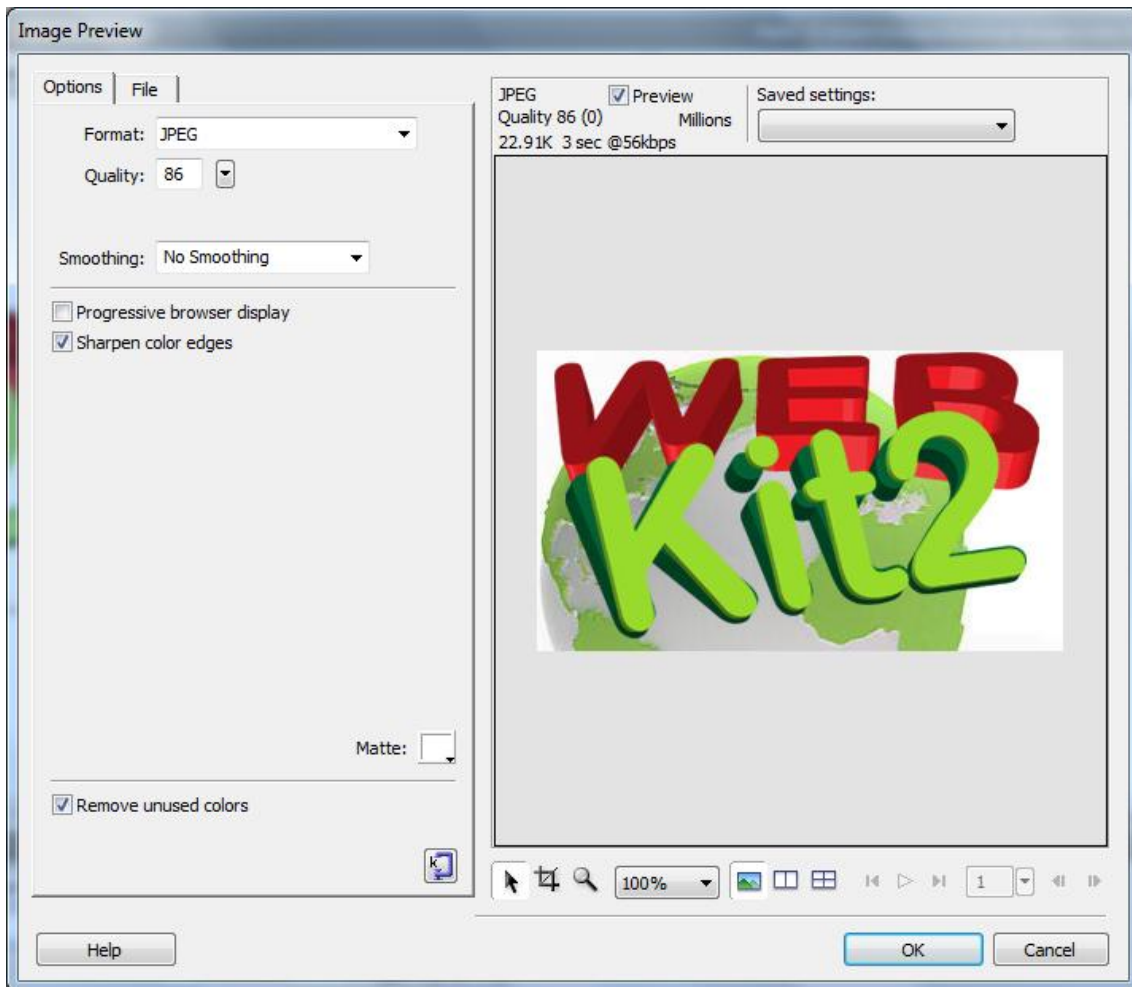 Image Preview
Options File
Format: JPEG
Quality: 86
Smoothing: No Smoothing
Progressive browser display
Sharpen color edges
Matte:
Remove unused colors
K
JPEG Preview Saved settings:
Quality 86 (0) Millions
22.91K 3 sec @56kbps
WEB
Kit2
100% 1
Help OK Cancel